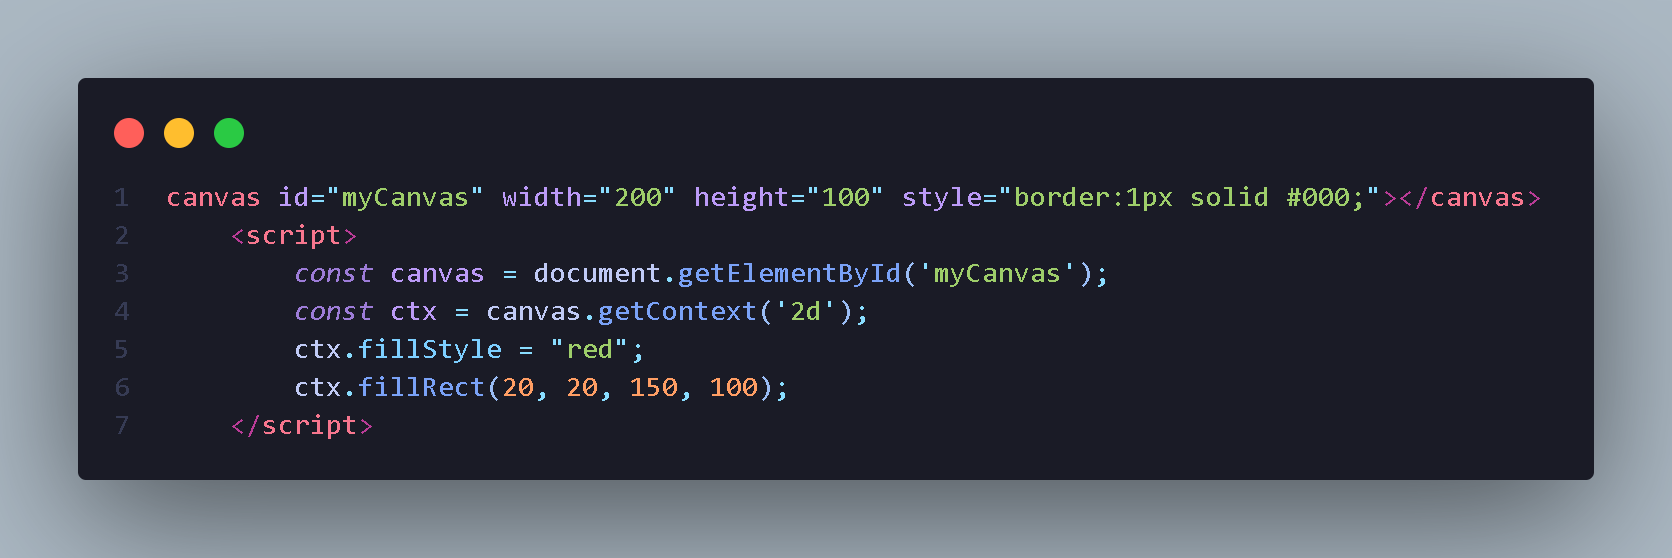 1 canvas id="myCanvas" width="200" height="100" style="border:1px solid #000;"></canvas>
2 <script>
3 const canvas = document.getElementById('myCanvas');
4 const ctx = canvas.getContext('2d');
5 ctx.fillStyle = "red";
6 ctx.fillRect(20, 20, 150, 100);
7 </script>